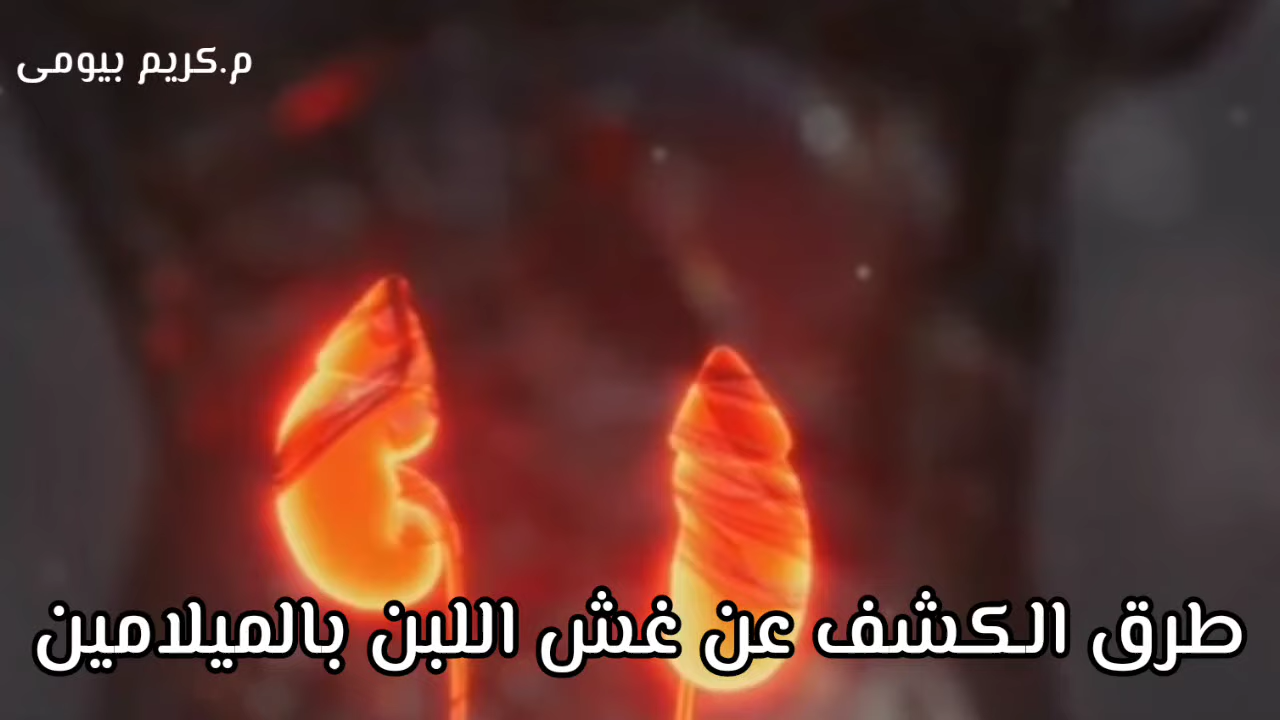 م.كريم بيومى
طرق الكشف عن غش اللبن بالميلامين